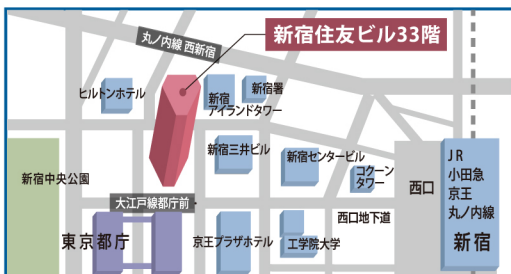 丸ノ内線 西新宿
新宿住友ビル33階
ヒルトンホテル
新宿
アイランドタワー
新宿署
新宿三井ビル
新宿センタービル
コクーン
タワー
新宿中央公園
大江戸線都庁前
西口
西口地下道
JR
小田急
京王
丸ノ内線
新宿
東京都庁
京王プラザホテル
工学院大学